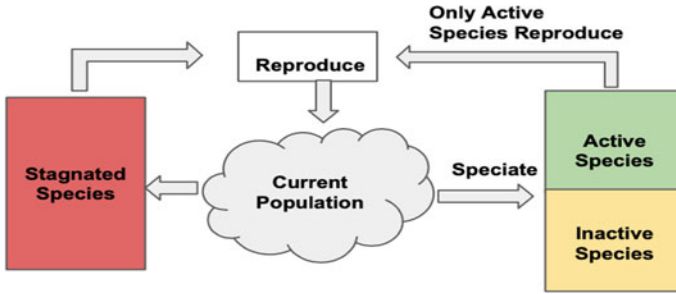 Only Active
Species Reproduce
Reproduce
Stagnated
Species
Current
Population
Speciate
Active
Species
Inactive
Species